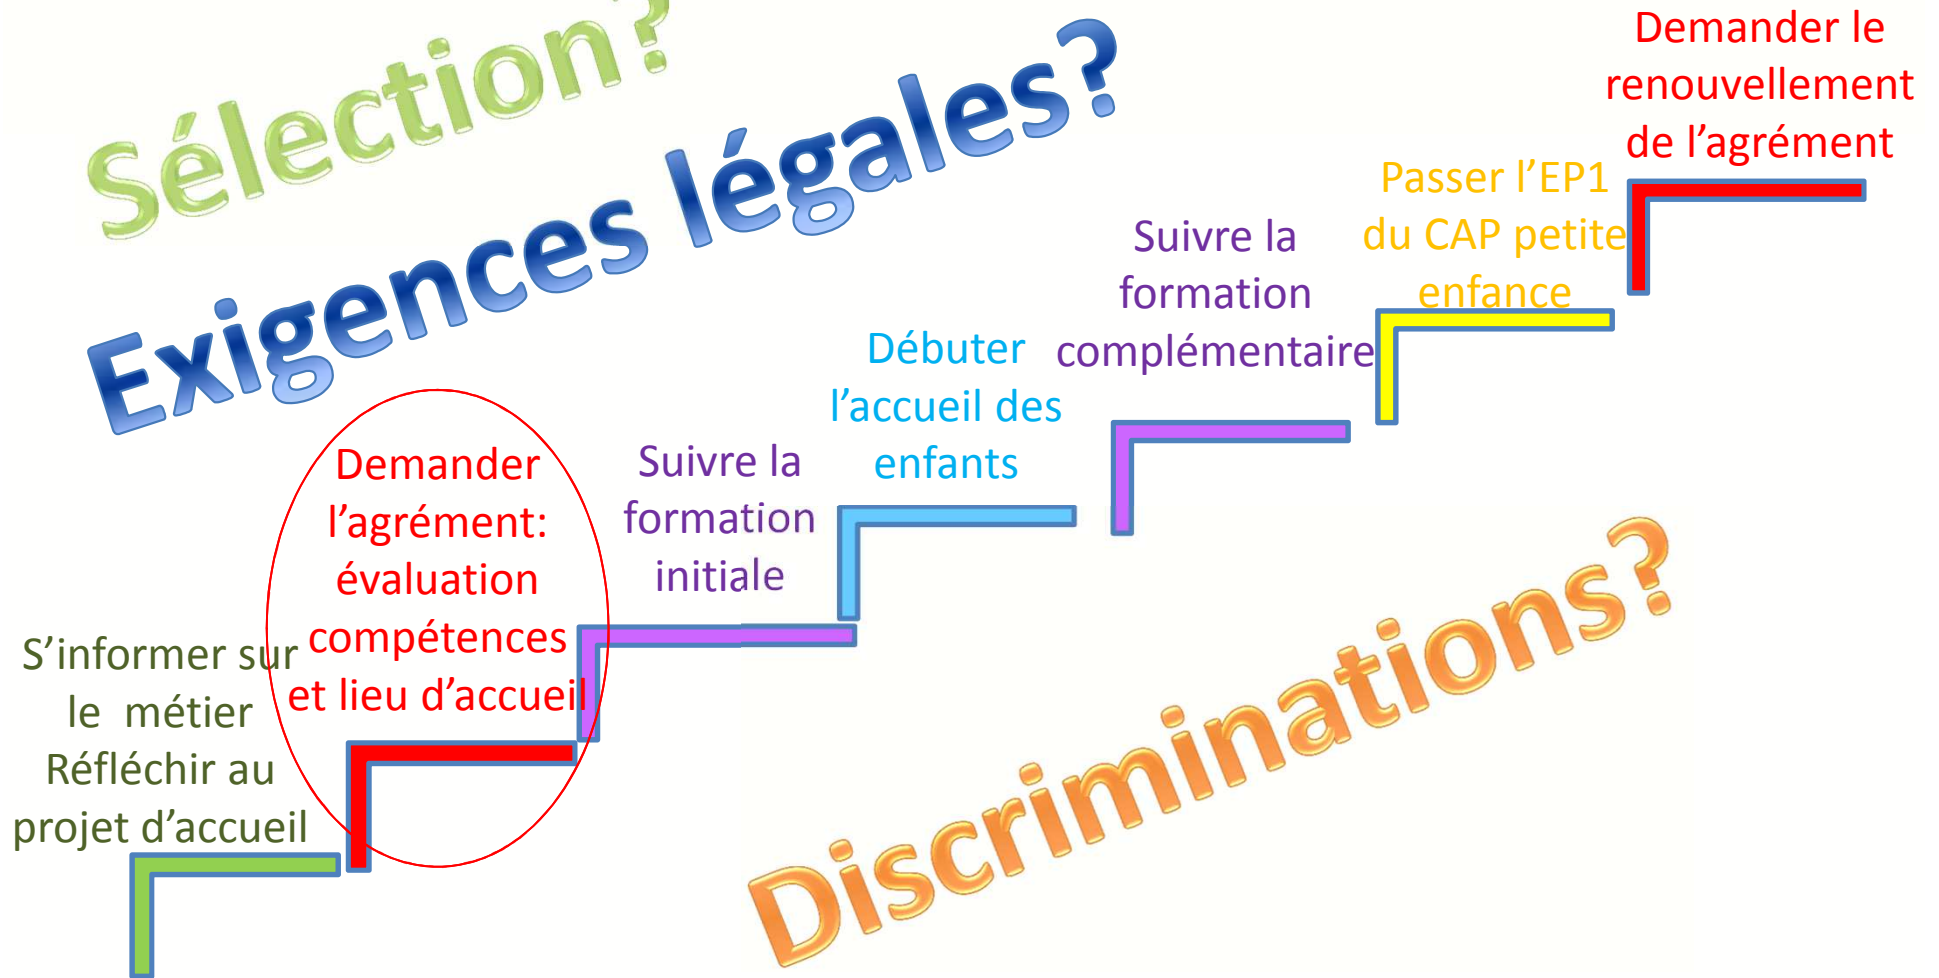 Sélection?
Exigences légales?
Demander le
renouvellement
de l'agrément
Passer l'EP1
du CAP petite
enfance
Suivre la
formation
complémentaire
Débuter
l'accueil des
enfants
Suivre la
formation
initiale
Demander
l'agrément:
évaluation
compétences
et lieu d'accueil
S'informer sur
le métier
Réfléchir au
projet d'accueil
Discriminations?